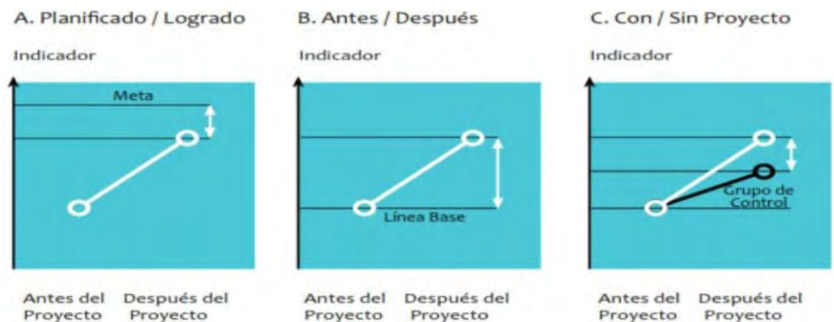 A. Planificado / Logrado
Indicador
Meta
Antes del
Proyecto
Después del
Proyecto
B. Antes / Después
Indicador
Línea Base
Antes del
Proyecto
Después del
Proyecto
C. Con / Sin Proyecto
Indicador
Grupo de
Control
Antes del
Proyecto
Después del
Proyecto